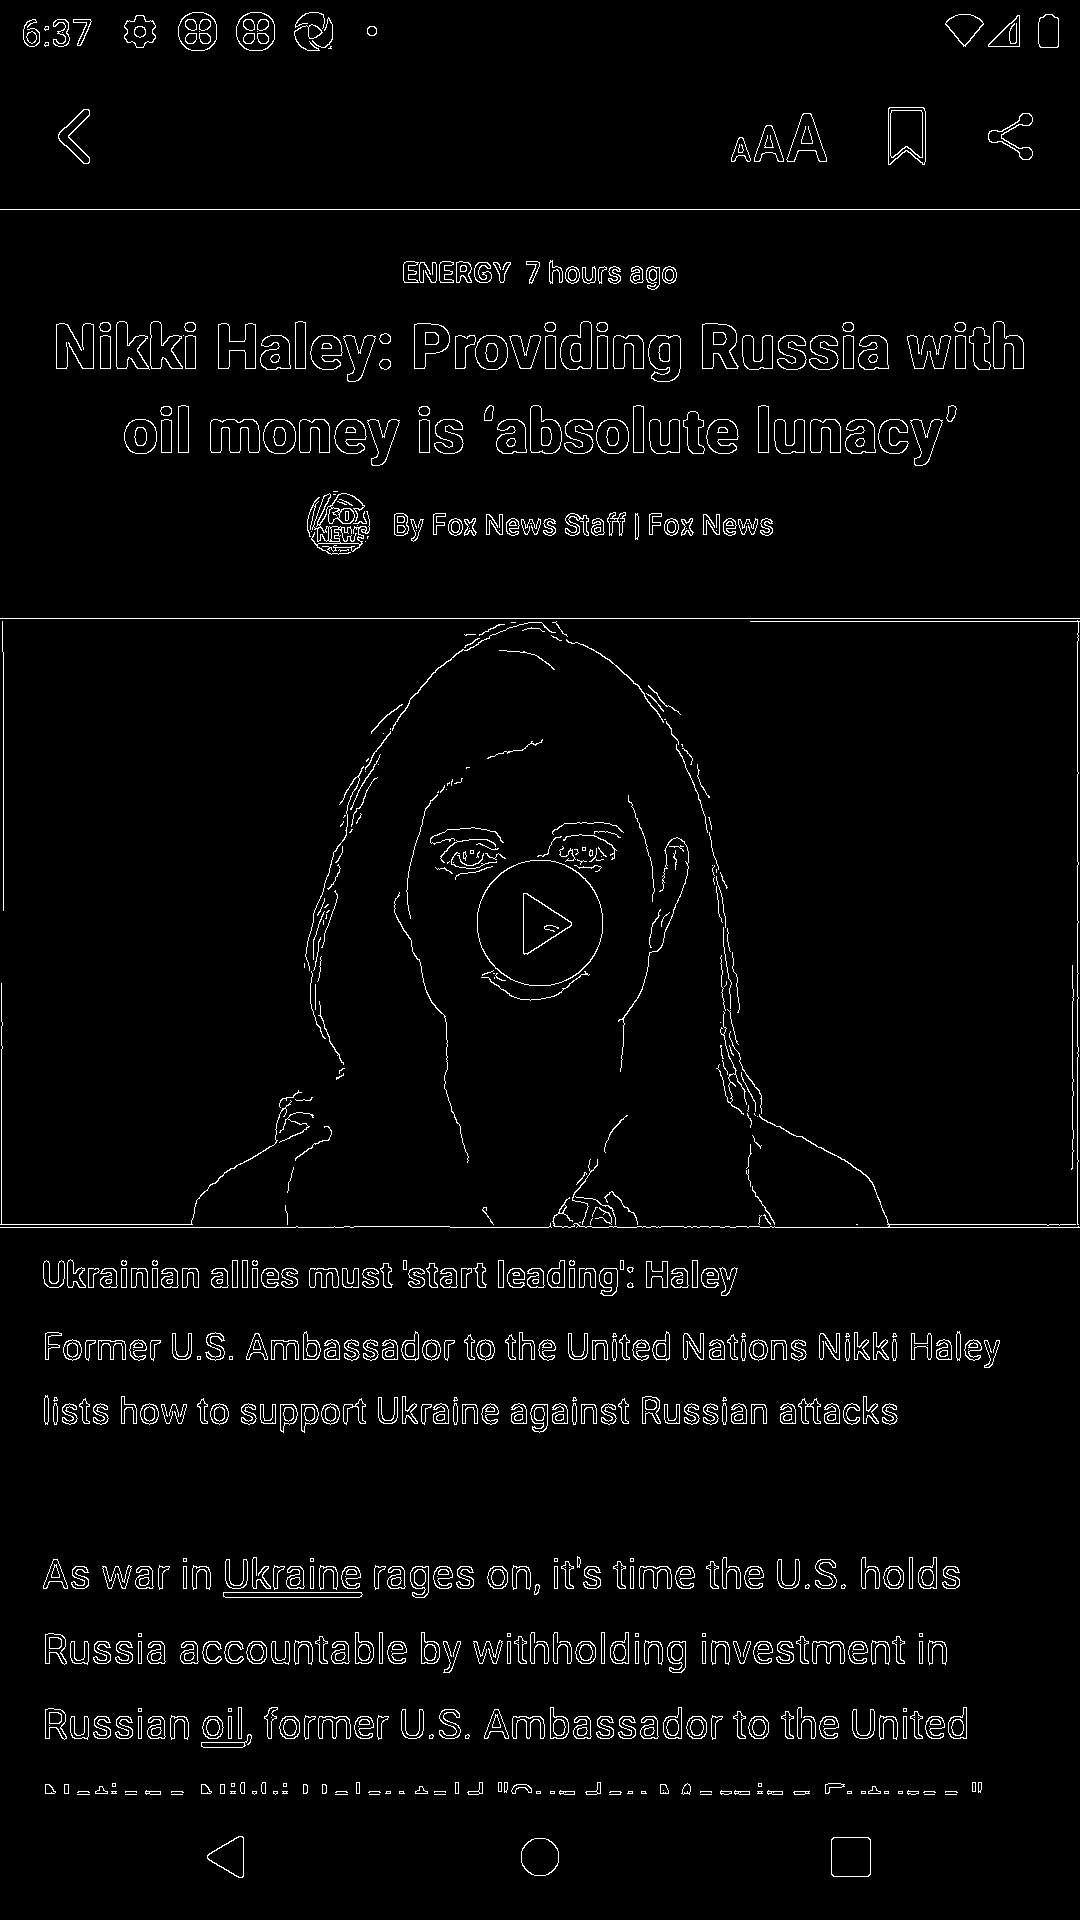 6:37
AAA
ENERGY 7 hours ago
Nikki Haley: Providing Russia with
oil money is ‘absolute lunacy’
FOX
NEWS
By Fox News Staff | Fox News
Ukrainian allies must 'start leading': Haley
Former U.S. Ambassador to the United Nations Nikki Haley
lists how to support Ukraine against Russian attacks
As war in Ukraine rages on, it's time the U.S. holds
Russia accountable by withholding investment in
Russian oil, former U.S. Ambassador to the United